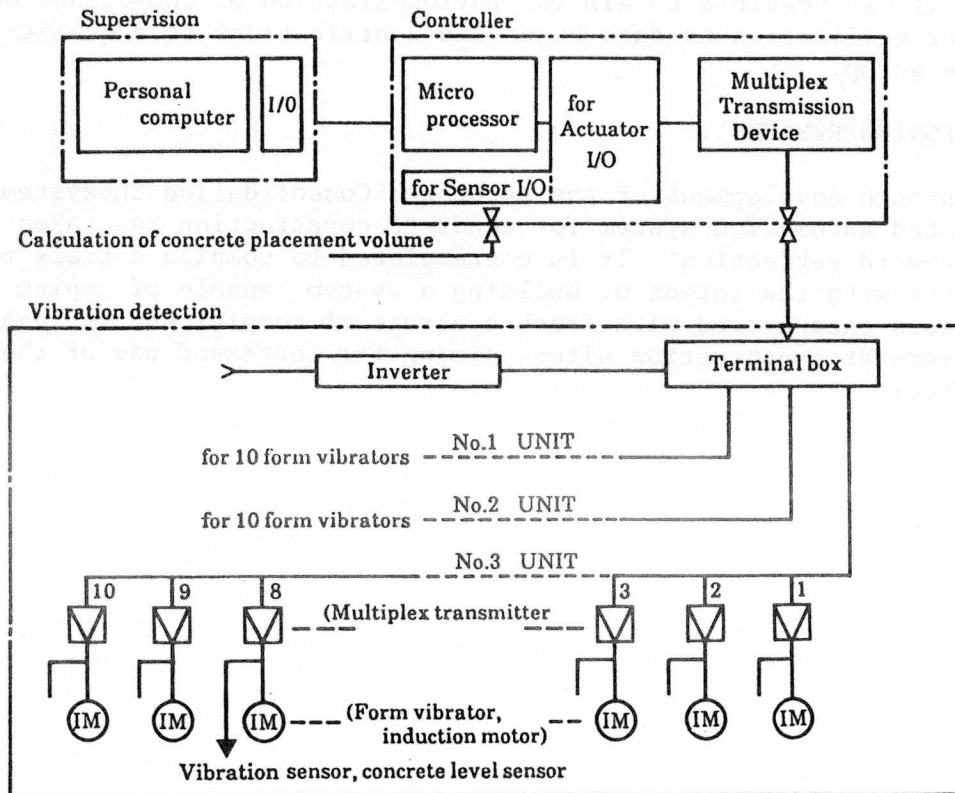 Supervision
Controller
Personal
computer
I/0
Micro
processor
for
Actuator
I/O
Multiplex
Transmission
Device
for Sensor I/O
Calculation of concrete placement volume
Vibration detection
Inverter
Terminal box
No.1 UNIT
for 10 form vibrators
No.2 UNIT
for 10 form vibrators
No.3 UNIT
10 9 8 3 2 1
(Multiplex transmitter
IM IM IM IM IM IM
(Form vibrator,
induction motor)
Vibration sensor, concrete level sensor